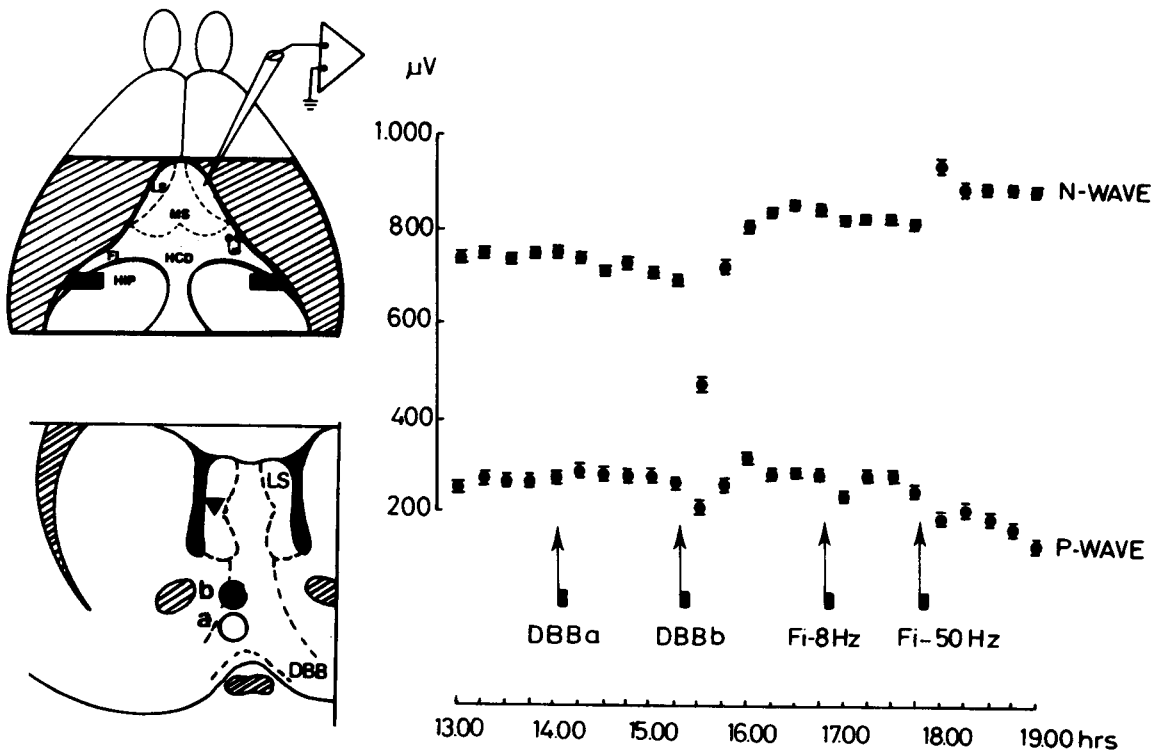 LS
MS
Fi
HCD
HIP
LS
b
a
DBB
µV
1.000
800
600
400
200
N-WAVE
P-WAVE
DBBa DBBb Fi-8Hz Fi-50Hz
13.00 14.00 15.00 16.00 17.00 18.00 19.00 hrs